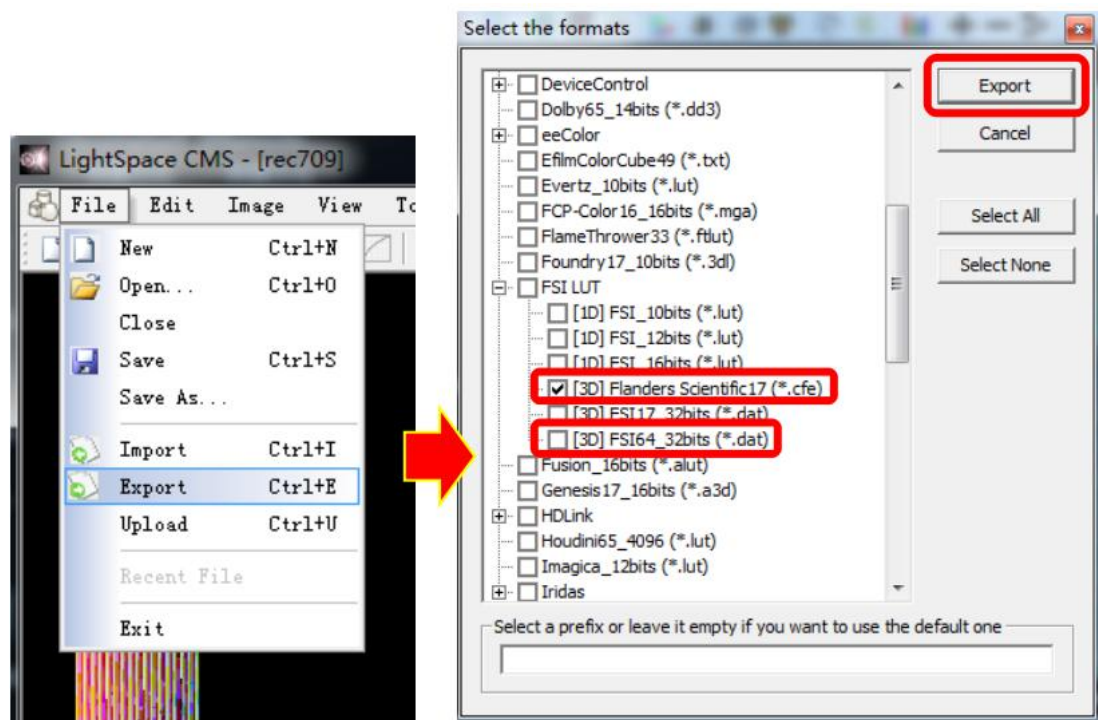 LightSpace CMS - [rec709]
File Edit Image View To
New Ctrl+N
Open... Ctrl+O
Close
Save Ctrl+S
Save As...
Import Ctrl+I
Export Ctrl+E
Upload Ctrl+U
Recent File
Exit
Select the formats
DeviceControl
Dolby65_14bits (*.dd3)
eeColor
EfilmColorCube49 (*.txt)
Evertz_10bits (*.lut)
FCP-Color16_16bits (*.mga)
FlameThrower33 (*.ftlut)
Foundry17_10bits (*.3dl)
FSI LUT
[1D] FSI_10bits (*.lut)
[1D] FSI_12bits (*.lut)
[1D] FSI_16bits (*.lut)
[3D] Flanders Scientific17 (*.cfe)
[3D] FSI17_32bits (*.dat)
[3D] FSI64_32bits (*.dat)
Fusion_16bits (*.alut)
Genesis17_16bits (*.a3d)
HDLink
Houdini65_4096 (*.lut)
Imagica_12bits (*.lut)
Iridas
Export
Cancel
Select All
Select None
Select a prefix or leave it empty if you want to use the default one